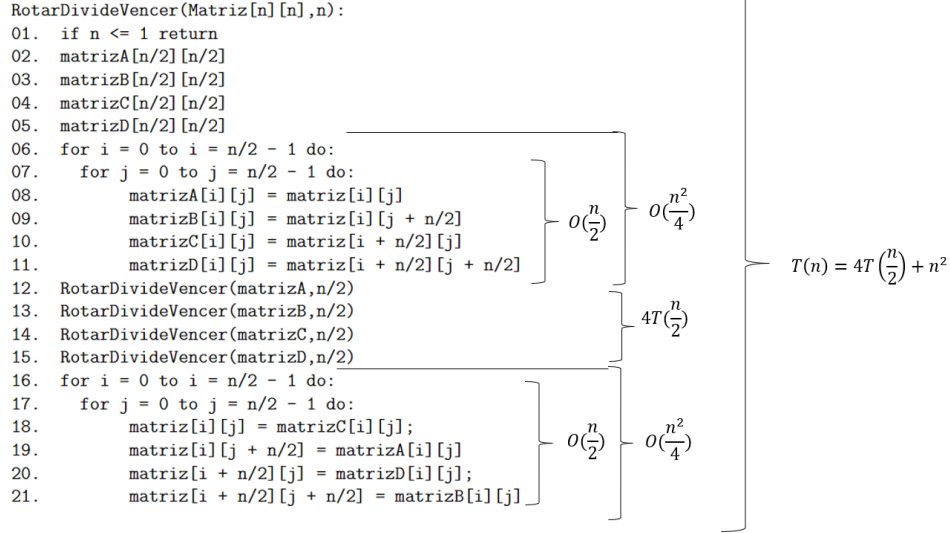 RotarDivideVencer(Matriz[n][n],n):
01. if n <= 1 return
02. matrizA[n/2][n/2]
03. matrizB[n/2][n/2]
04. matrizC[n/2][n/2]
05. matrizD[n/2][n/2]
06. for i = 0 to i = n/2 - 1 do:
07. for j = 0 to j = n/2 - 1 do:
08. matrizA[i][j] = matriz[i][j]
09. matrizB[i][j] = matriz[i][j + n/2]
10. matrizC[i][j] = matriz[i + n/2][j]
11. matrizD[i][j] = matriz[i + n/2][j + n/2]
O(n/2)
O(n²/4)
12. RotarDivideVencer(matrizA,n/2)
13. RotarDivideVencer(matrizB,n/2)
14. RotarDivideVencer(matrizC,n/2)
15. RotarDivideVencer(matrizD,n/2)
4T(n/2)
16. for i = 0 to i = n/2 - 1 do:
17. for j = 0 to j = n/2 - 1 do:
18. matriz[i][j] = matrizC[i][j];
19. matriz[i][j + n/2] = matrizA[i][j]
20. matriz[i + n/2][j] = matrizD[i][j];
21. matriz[i + n/2][j + n/2] = matrizB[i][j]
O(n/2)
O(n²/4)
T(n) = 4T(n/2) + n²